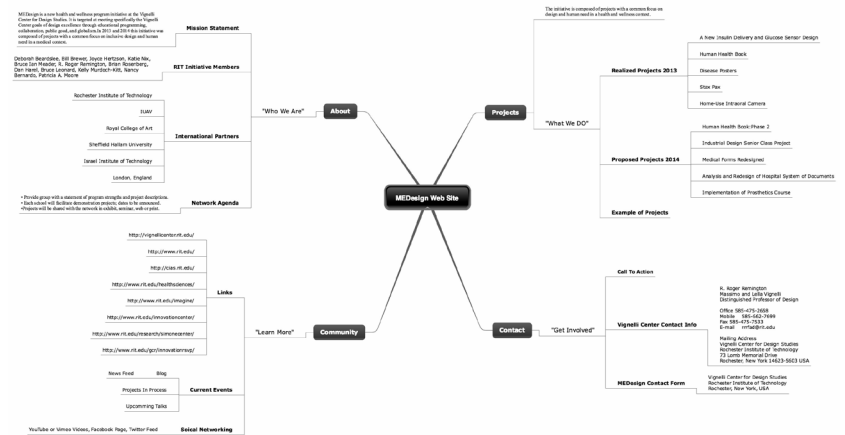 MEDesign is a new health and wellness program initiative at the Vignelli
Center for Design Studies. It is targeted at meeting specifically the Vignelli
Center goals of design excellence through educational programming,
collaboration, public good, and globalism. In 2013 and 2014 this initiative was
composed of projects with a common focus on inclusive design and human
need in a medical context.
Mission Statement
Deborah Beardslee, Bill Brewer, Joyce Hertzson, Katie Nix,
Bruce Ian Meader, R. Roger Remington, Brian Rosenberg,
Dan Harel, Bruce Leonard, Kelly Murdoch-Kitt, Nancy
Bernardo, Patricia A. Moore
RIT Initiative Members
Rochester Institute of Technology
IUAV
Royal College of Art
Sheffield Hallam University
Israel Institute of Technology
London, England
International Partners
• Provide group with a statement of program strengths and project descriptions.
• Each school will facilitate demonstration projects; dates to be announced.
•Projects will be shared with the network in exhibit, seminar, web or print.
Network Agenda
"Who We Are"
About
The initiative is composed of projects with a common focus on
design and human need in a health and wellness context.
Projects
"What We DO"
Realized Projects 2013
A New Insulin Delivery and Glucose Sensor Design
Human Health Book
Disease Posters
Stox Pax
Home-Use Intraoral Camera
Proposed Projects 2014
Human Health Book:Phase 2
Industrial Design Senior Class Project
Medical Forms Redesigned
Analysis and Redesign of Hospital System of Documents
Implementation of Prosthetics Course
Example of Projects
MEDesign Web Site
http://vignellicenter.rit.edu/
http://www.rit.edu/
http://cias.rit.edu/
http://www.rit.edu/healthsciences/
http://www.rit.edu/imagine/
http://www.rit.edu/innovationcenter/
http://www.rit.edu/research/simonecenter/
http://www.rit.edu/gcr/innovationrsvp/
Links
News Feed Blog
Projects In Process
Upcomming Talks
Current Events
YouTube or Vimeo Videos, Facebook Page, Twitter Feed
Soical Networking
"Learn More"
Community
Contact
"Get Involved"
Call To Action
Vignelli Center Contact Info
R. Roger Remington
Massimo and Lella Vignelli
Distinguished Professor of Design
Office 585-475-2658
Mobile 585-662-7699
Fax 585-475-7533
E-mail rrrfad@rit.edu
Mailing Address
Vignelli Center for Design Studies
Rochester Institute of Technology
73 Lomb Memorial Drive
Rochester, New York 14623-5603 USA
MEDesign Contact Form
Vignelli Center for Design Studies
Rochester Institute of Technology
Rochester, New York, USA